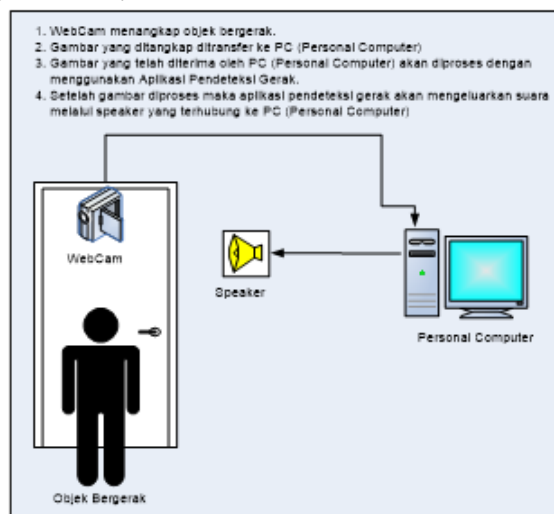 1. WebCam menangkap objek bergerak.
2. Gambar yang ditangkap ditransfer ke PC (Personal Computer)
3. Gambar yang telah diterima oleh PC (Personal Computer) akan diproses dengan
menggunakan Aplikasi Pendeteksi Gerak.
4. Setelah gambar diproses maka aplikasi pendeteksi gerak akan mengeluarkan suara
melalui speaker yang terhubung ke PC (Personal Computer)
WebCam
Speaker
Personal Computer
Objek Bergerak